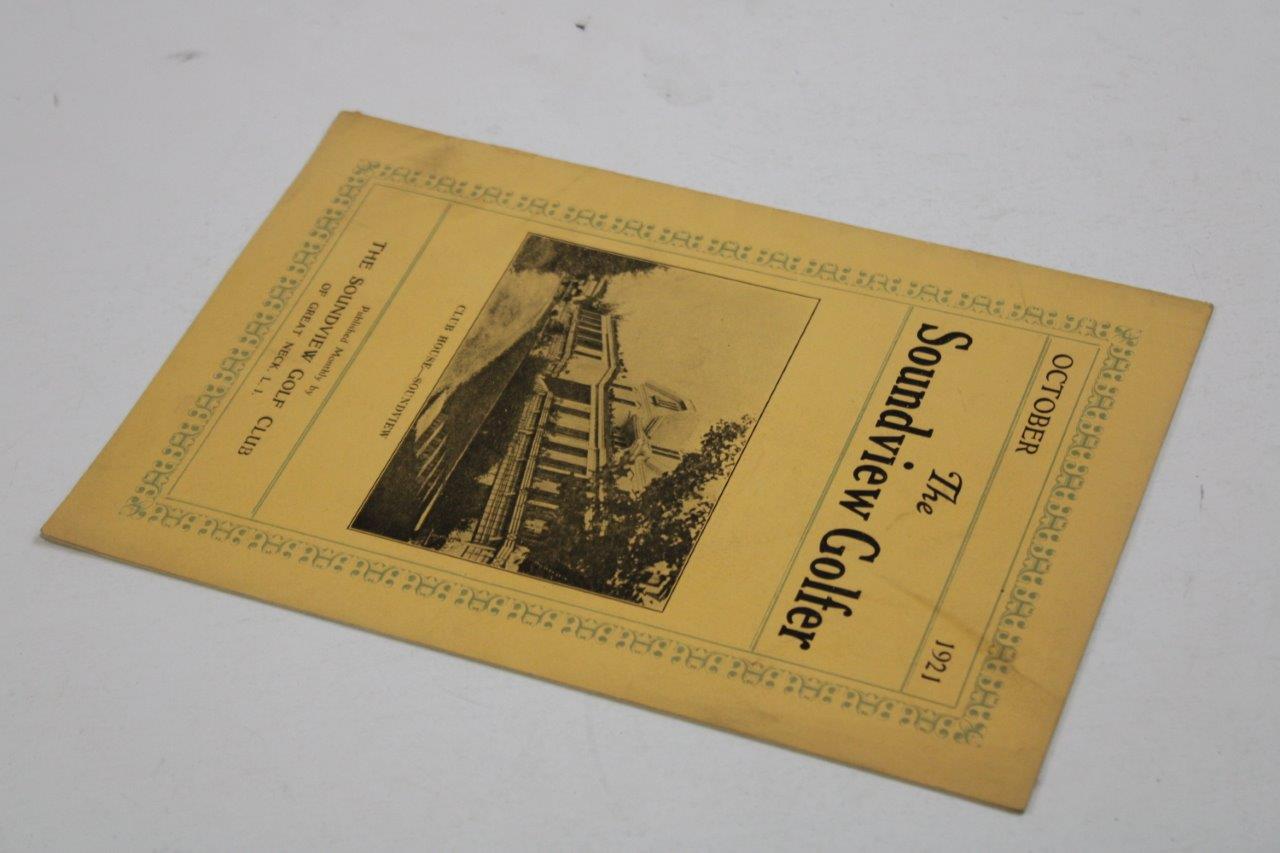 OCTOBER 1921
The
Soundview Golfer
CLUB HOUSE—SOUNDVIEW
Published Monthly by
THE SOUNDVIEW GOLF CLUB
OF GREAT NECK, L. I.